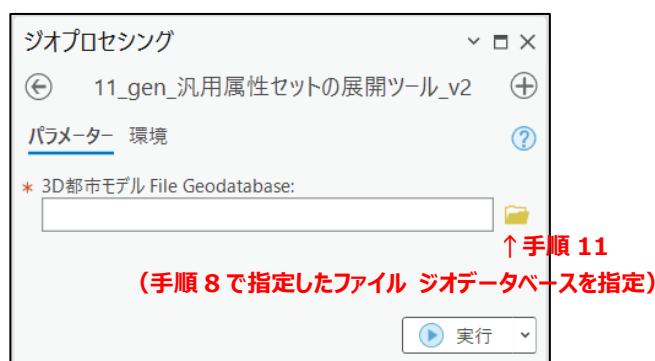 ジオプロセシング
11_gen_汎用属性セットの展開ツール_v2
パラメーター 環境
* 3D都市モデル File Geodatabase:
↑手順 11
（手順 8 で指定したファイル ジオデータベースを指定）
実行